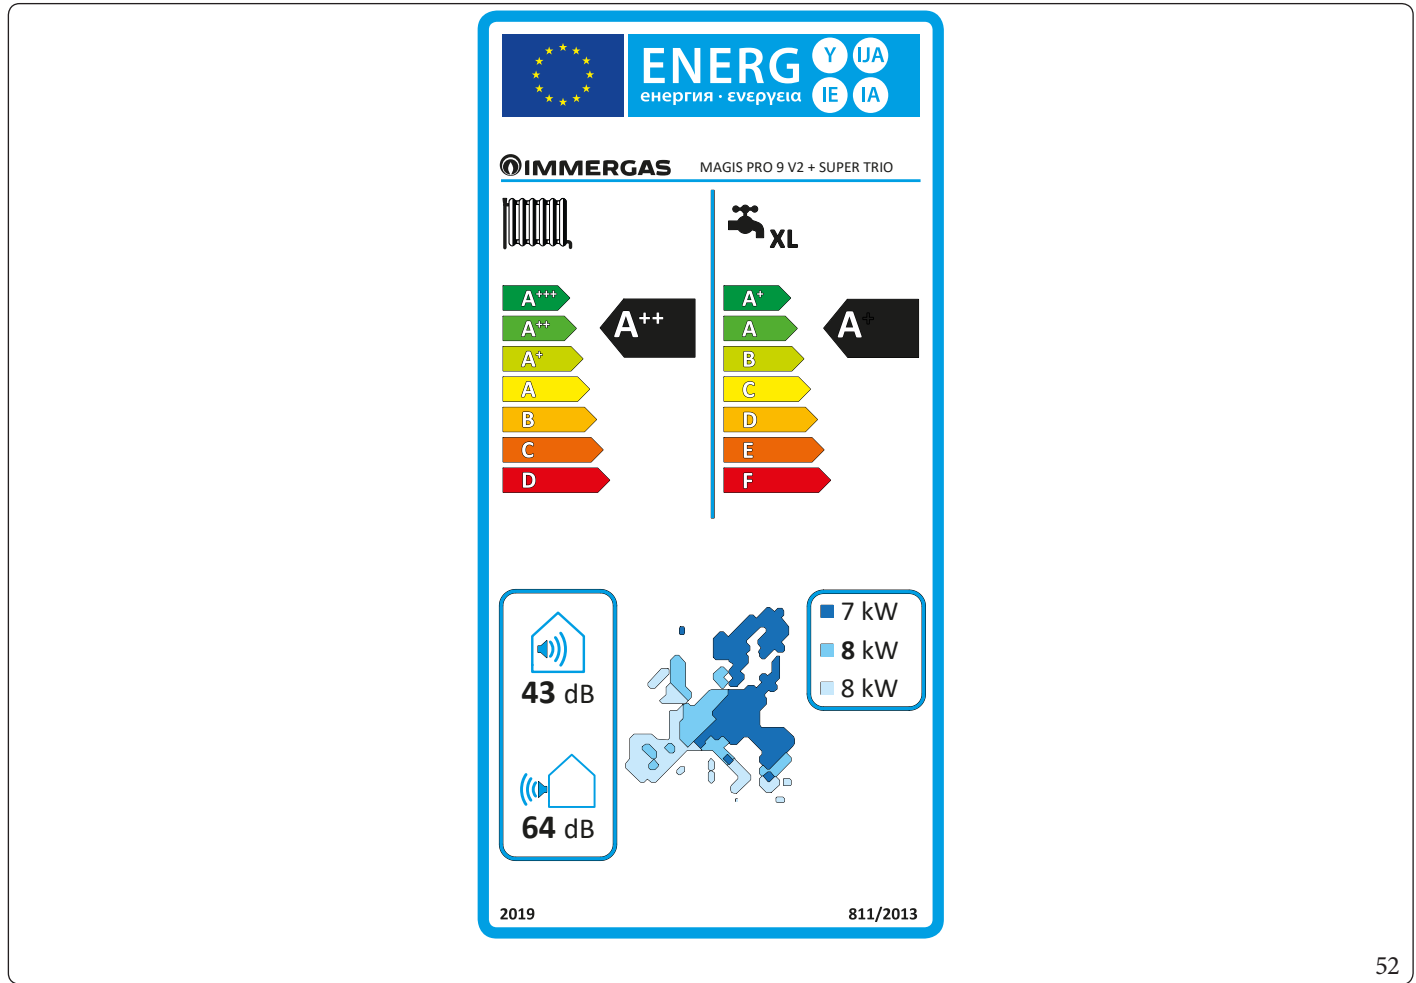 ENERG Y IJA
енергия · ενεργεια IE IA
IMMERGAS MAGIS PRO 9 V2 + SUPER TRIO
XL
A+++
A++
A+
A
B
C
D
A++
A+
A
B
C
D
E
F
A+
43 dB
64 dB
7 kW
8 kW
8 kW
2019 811/2013
52